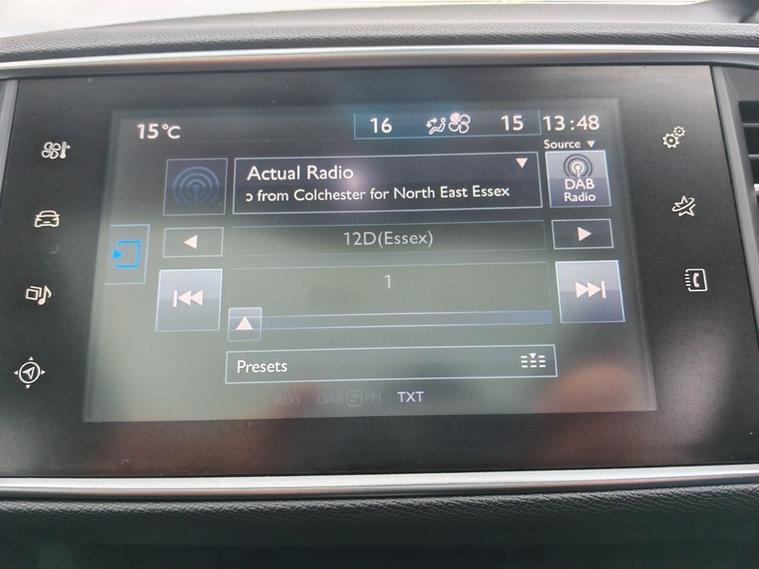 15°C
16 15 13:48
Source
Actual Radio
from Colchester for North East Essex
DAB
Radio
12D(Essex)
1
Presets
RDS DAB FM TXT